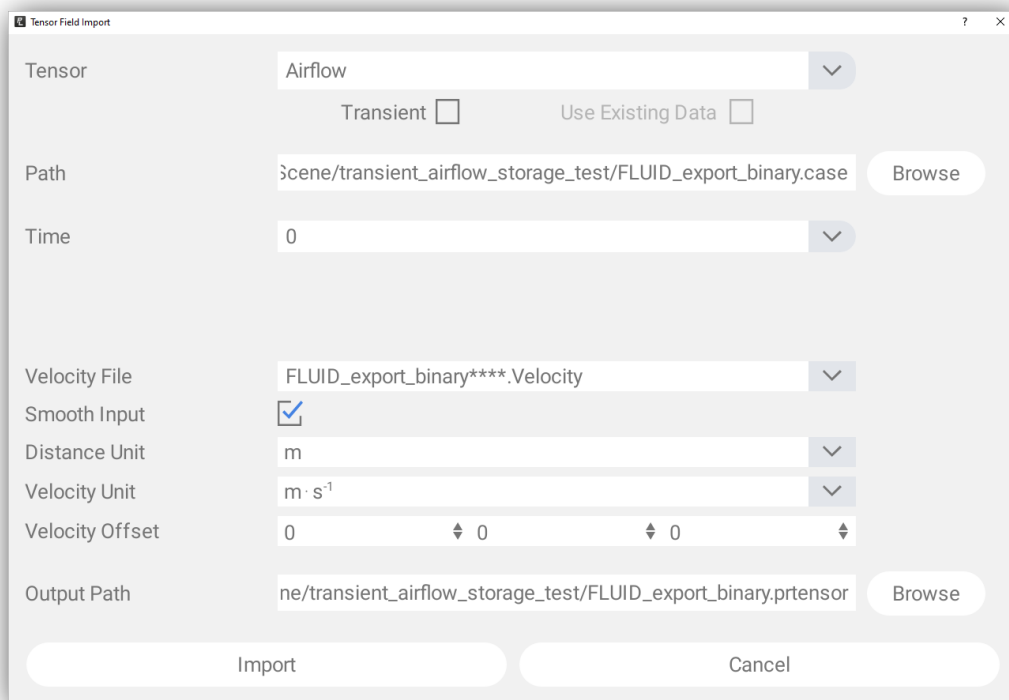 Tensor Field Import
Tensor Airflow
Transient Use Existing Data
Path Scene/transient_airflow_storage_test/FLUID_export_binary.case Browse
Time 0
Velocity File FLUID_export_binary****.Velocity
Smooth Input
Distance Unit m
Velocity Unit m · s⁻¹
Velocity Offset 0 0 0
Output Path ne/transient_airflow_storage_test/FLUID_export_binary.prtensor Browse
Import Cancel